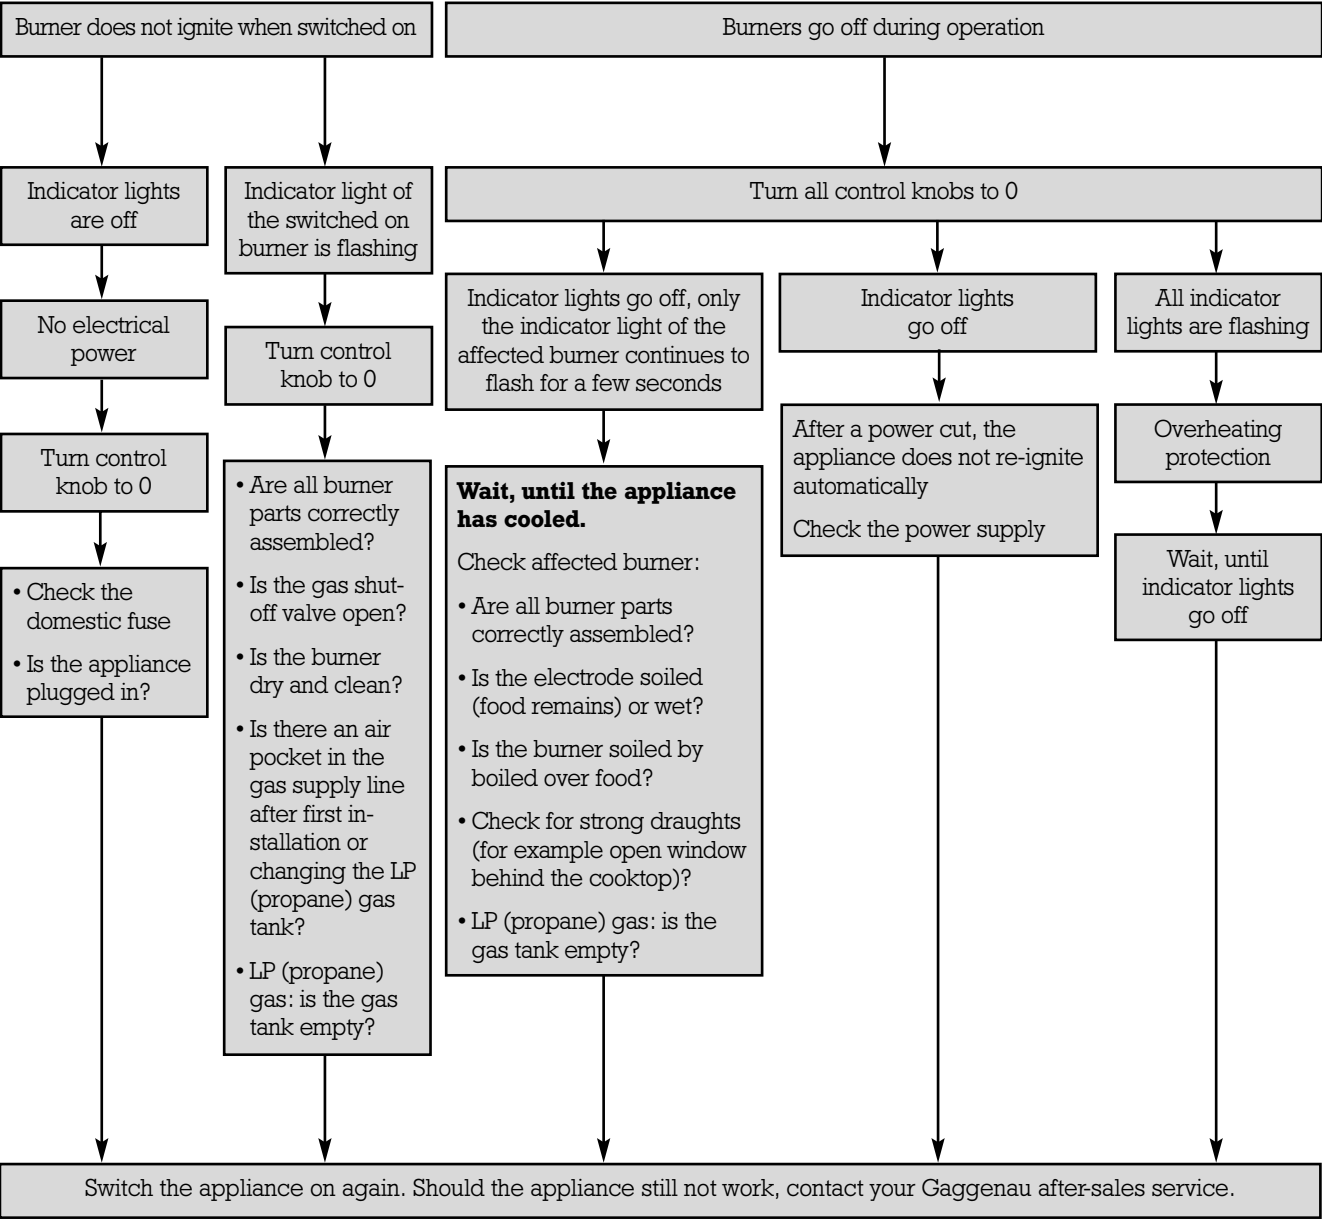 Burner does not ignite when switched on
Burners go off during operation
Indicator lights
are off
No electrical
power
Turn control
knob to 0
• Check the
domestic fuse
• Is the appliance
plugged in?
Indicator light of
the switched on
burner is flashing
Turn control
knob to 0
• Are all burner
parts correctly
assembled?
• Is the gas shut-
off valve open?
• Is the burner
dry and clean?
• Is there an air
pocket in the
gas supply line
after first in-
stallation or
changing the LP
(propane) gas
tank?
• LP (propane)
gas: is the gas
tank empty?
Turn all control knobs to 0
Indicator lights go off, only
the indicator light of the
affected burner continues to
flash for a few seconds
Wait, until the appliance
has cooled.
Check affected burner:
• Are all burner parts
correctly assembled?
• Is the electrode soiled
(food remains) or wet?
• Is the burner soiled by
boiled over food?
• Check for strong draughts
(for example open window
behind the cooktop)?
• LP (propane) gas: is the
gas tank empty?
Indicator lights
go off
After a power cut, the
appliance does not re-ignite
automatically
Check the power supply
All indicator
lights are flashing
Overheating
protection
Wait, until
indicator lights
go off
Switch the appliance on again. Should the appliance still not work, contact your Gaggenau after-sales service.